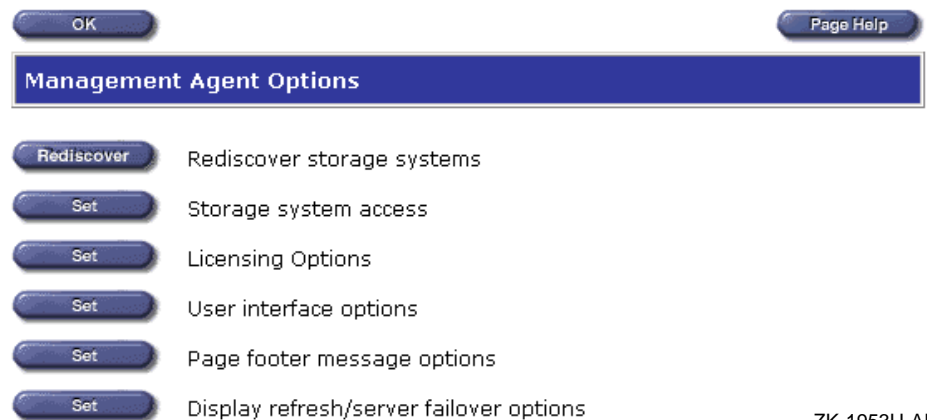 OK Page Help
Management Agent Options
Rediscover Rediscover storage systems
Set Storage system access
Set Licensing Options
Set User interface options
Set Page footer message options
Set Display refresh/server failover options